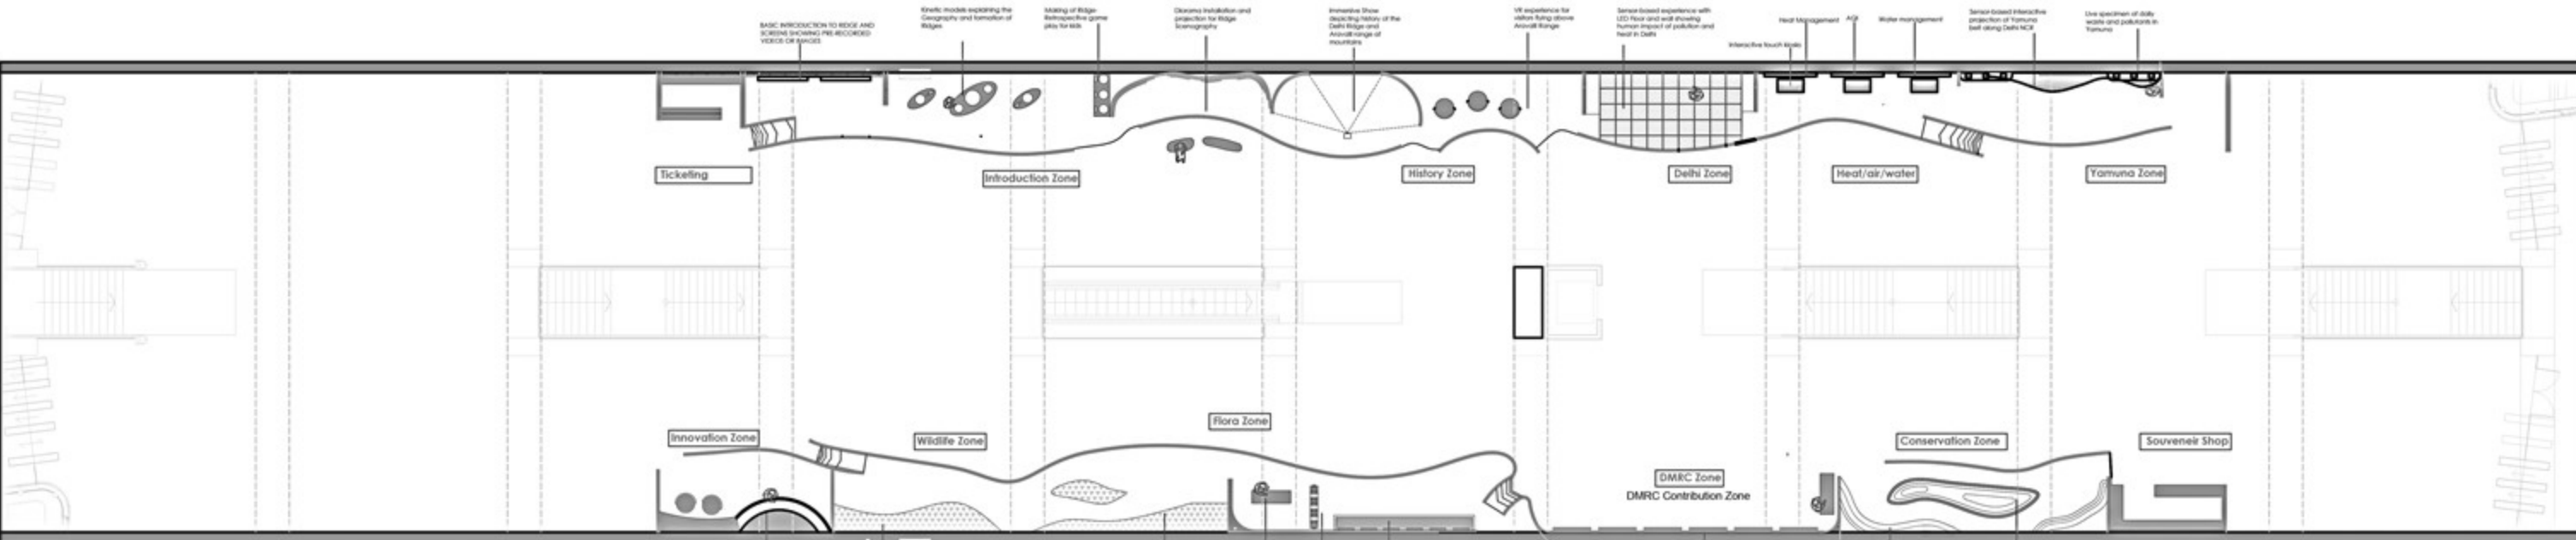 BASIC INTRODUCTION TO RIDGE AND
SCREENS SHOWING PRE-RECORDED
VIDEOS OR IMAGES
Kinetic models explaining the
Geography and formation of
Ridges
Making of Ridge-
Retrospective game
play for kids
Diorama Installation and
projection for Ridge
Scenography
Immersive Show
depicting history of the
Delhi Ridge and
Aravalli range of
mountains
VR experience for
visitors flying above
Aravalli Range
Sensor-based experience with
LED floor and wall showing
human impact of pollution and
heat in Delhi
Interactive touch kiosks
Heat Management
AQI
Water management
Sensor-based interactive
projection of Yamuna
belt along Delhi NCR
Live specimen of daily
waste and pollutants in
Yamuna
Ticketing
Introduction Zone
History Zone
Delhi Zone
Heat/air/water
Yamuna Zone
Innovation Zone
Wildlife Zone
Flora Zone
DMRC Zone
DMRC Contribution Zone
Conservation Zone
Souveneir Shop